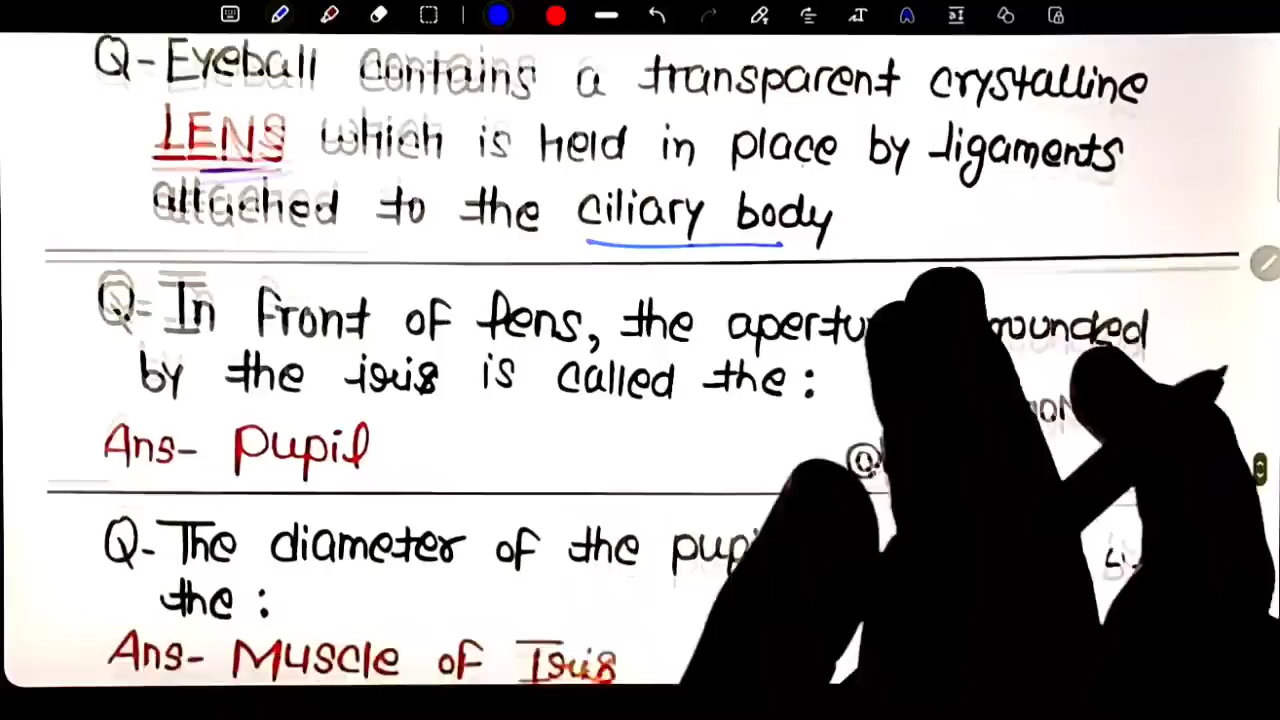 Q- Eyeball contains a transparent crystalline
LENS which is held in place by ligaments
attached to the ciliary body
Q- In front of lens, the
by the iris is called the :
Ans- Pupil
Q- The diameter of the
the :
Ans- Muscle of Iris